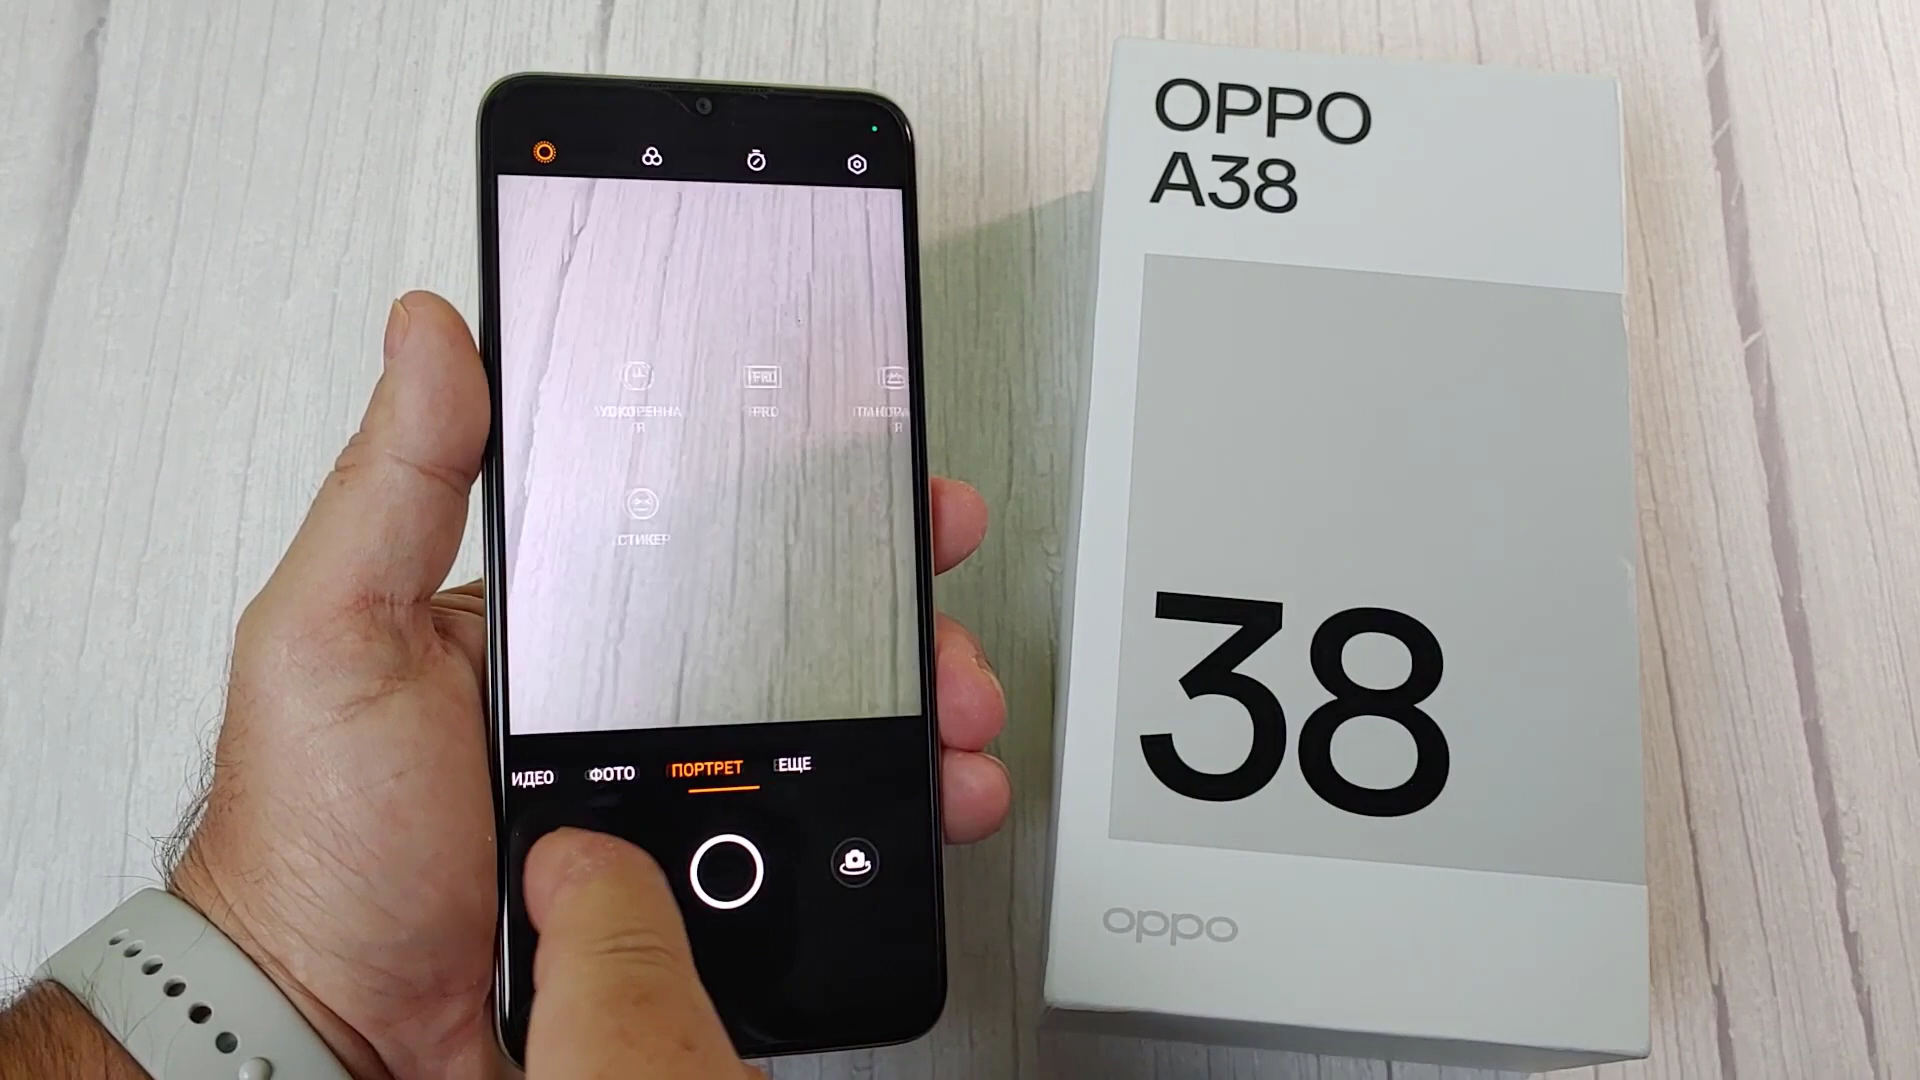 PRO
СТИКЕР
ИДЕО ФОТО ПОРТРЕТ ЕЩЕ
OPPO
A38
38
oppo